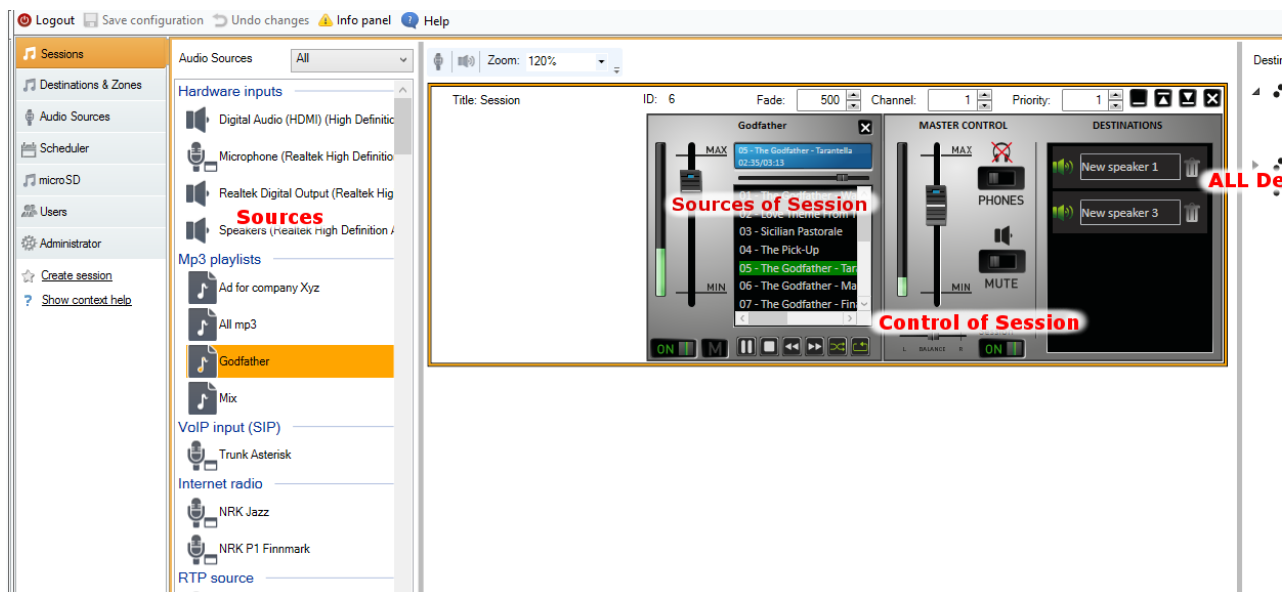 Logout Save configuration Undo changes Info panel Help
Sessions
Destinations & Zones
Audio Sources
Scheduler
microSD
Users
Administrator
Create session
Show context help
Audio Sources All
Hardware inputs
Digital Audio (HDMI) (High Definitic
Microphone (Realtek High Definitio
Realtek Digital Output (Realtek Hig
Sources
Speakers (Realtek High Definition A
Mp3 playlists
Ad for company Xyz
All mp3
Godfather
Mix
VoIP input (SIP)
Trunk Asterisk
Internet radio
NRK Jazz
NRK P1 Finnmark
RTP source
Zoom: 120%
Title: Session ID: 6 Fade: 500 Channel: 1 Priority: 1
Godfather
MAX
05 - The Godfather - Tarantella
02:35/03:13
Sources of Session
03 - Sicilian Pastorale
04 - The Pick-Up
05 - The Godfather - Tar
06 - The Godfather - Ma
07 - The Godfather - Fin
MIN
ON M
MASTER CONTROL
MAX
PHONES
MUTE
MIN
Control of Session
L BALANCE R
ON
DESTINATIONS
New speaker 1
New speaker 3
Destin
ALL De